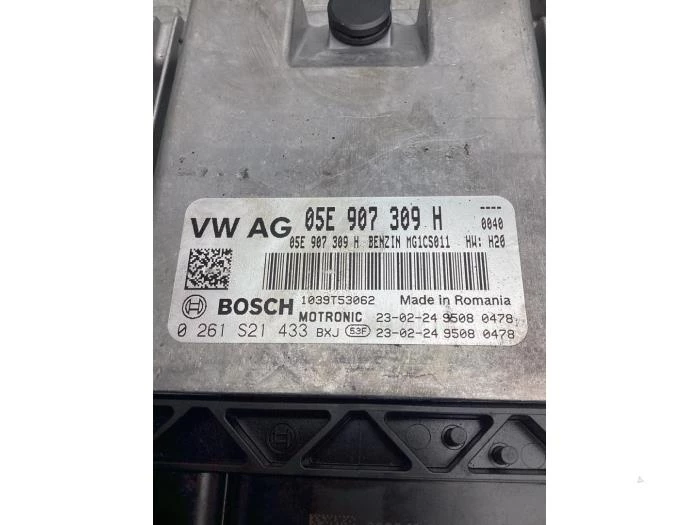 VW AG 05E 907 309 H ----
0040
05E 907 309 H BENZIN MG1CS011 HW: H20
BOSCH 1039T53062 Made in Romania
MOTRONIC 23-02-24 9508 0478
0 261 S21 433 BXJ 53F 23-02-24 9508 0478